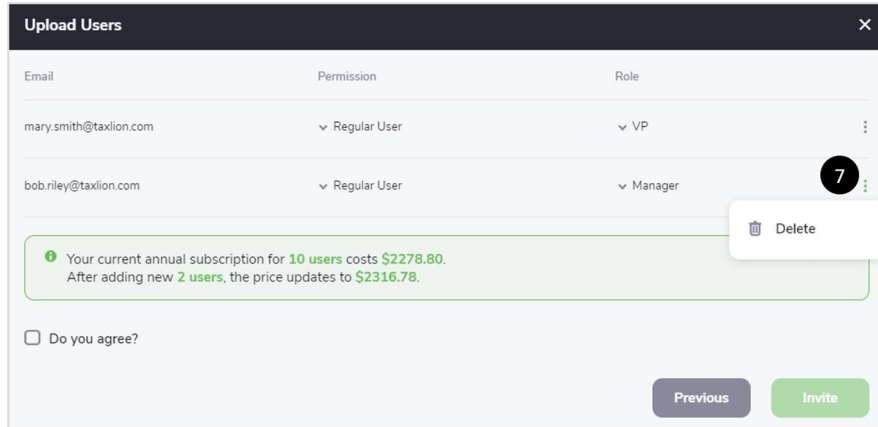 Upload Users
Email Permission Role
mary.smith@taxlion.com Regular User VP
bob.riley@taxlion.com Regular User Manager 7
Delete
Your current annual subscription for 10 users costs $2278.80.
After adding new 2 users, the price updates to $2316.78.
Do you agree?
Previous Invite